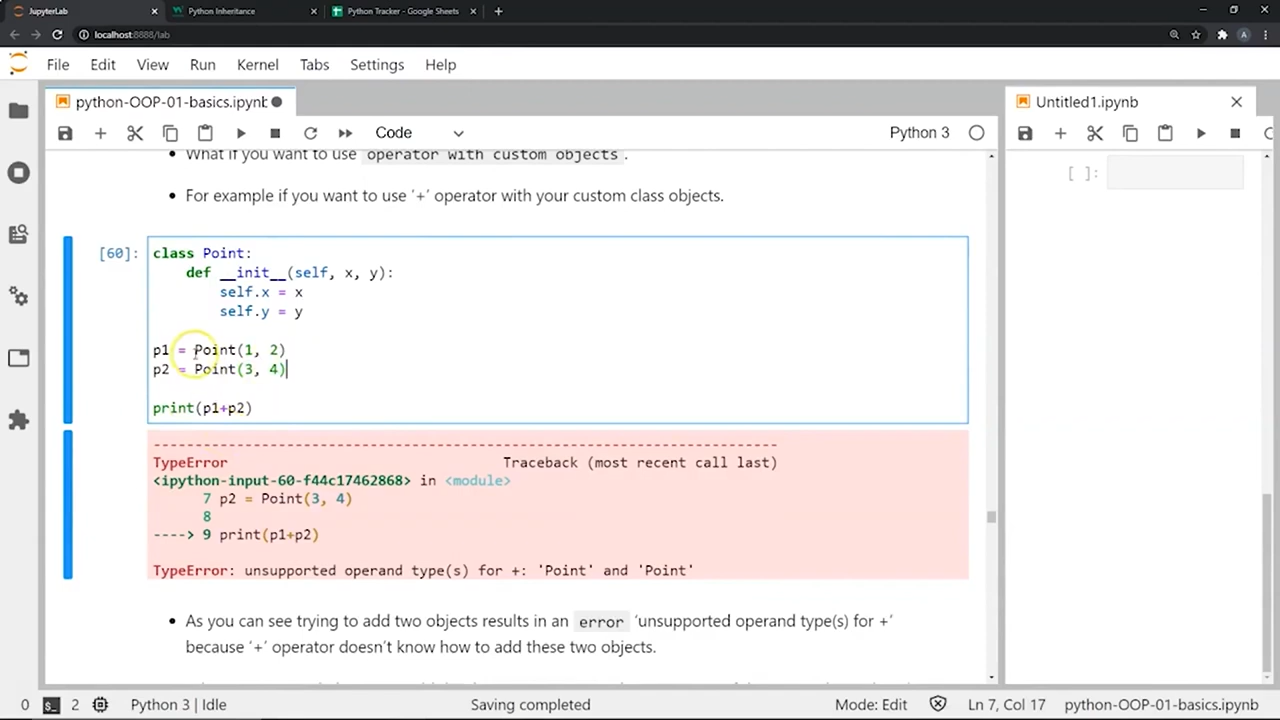 JupyterLab
Python Inheritance
Python Tracker - Google Sheets
localhost:8888/lab
A
File Edit View Run Kernel Tabs Settings Help
python-OOP-01-basics.ipynb
Untitled1.ipynb
Code
Python 3
• What if you want to use operator with custom objects .
• For example if you want to use ‘+’ operator with your custom class objects.
[60]:
class Point:
    def __init__(self, x, y):
        self.x = x
        self.y = y
p1 = Point(1, 2)
p2 = Point(3, 4)
print(p1+p2)
[ ]:
---------------------------------------------------------------------------
TypeError                                 Traceback (most recent call last)
<ipython-input-60-f44c17462868> in <module>
      7 p2 = Point(3, 4)
      8
----> 9 print(p1+p2)
TypeError: unsupported operand type(s) for +: 'Point' and 'Point'
• As you can see trying to add two objects results in an error ‘unsupported operand type(s) for +’
because ‘+’ operator doesn’t know how to add these two objects.
0 2 Python 3 | Idle Saving completed Mode: Edit Ln 7, Col 17 python-OOP-01-basics.ipynb